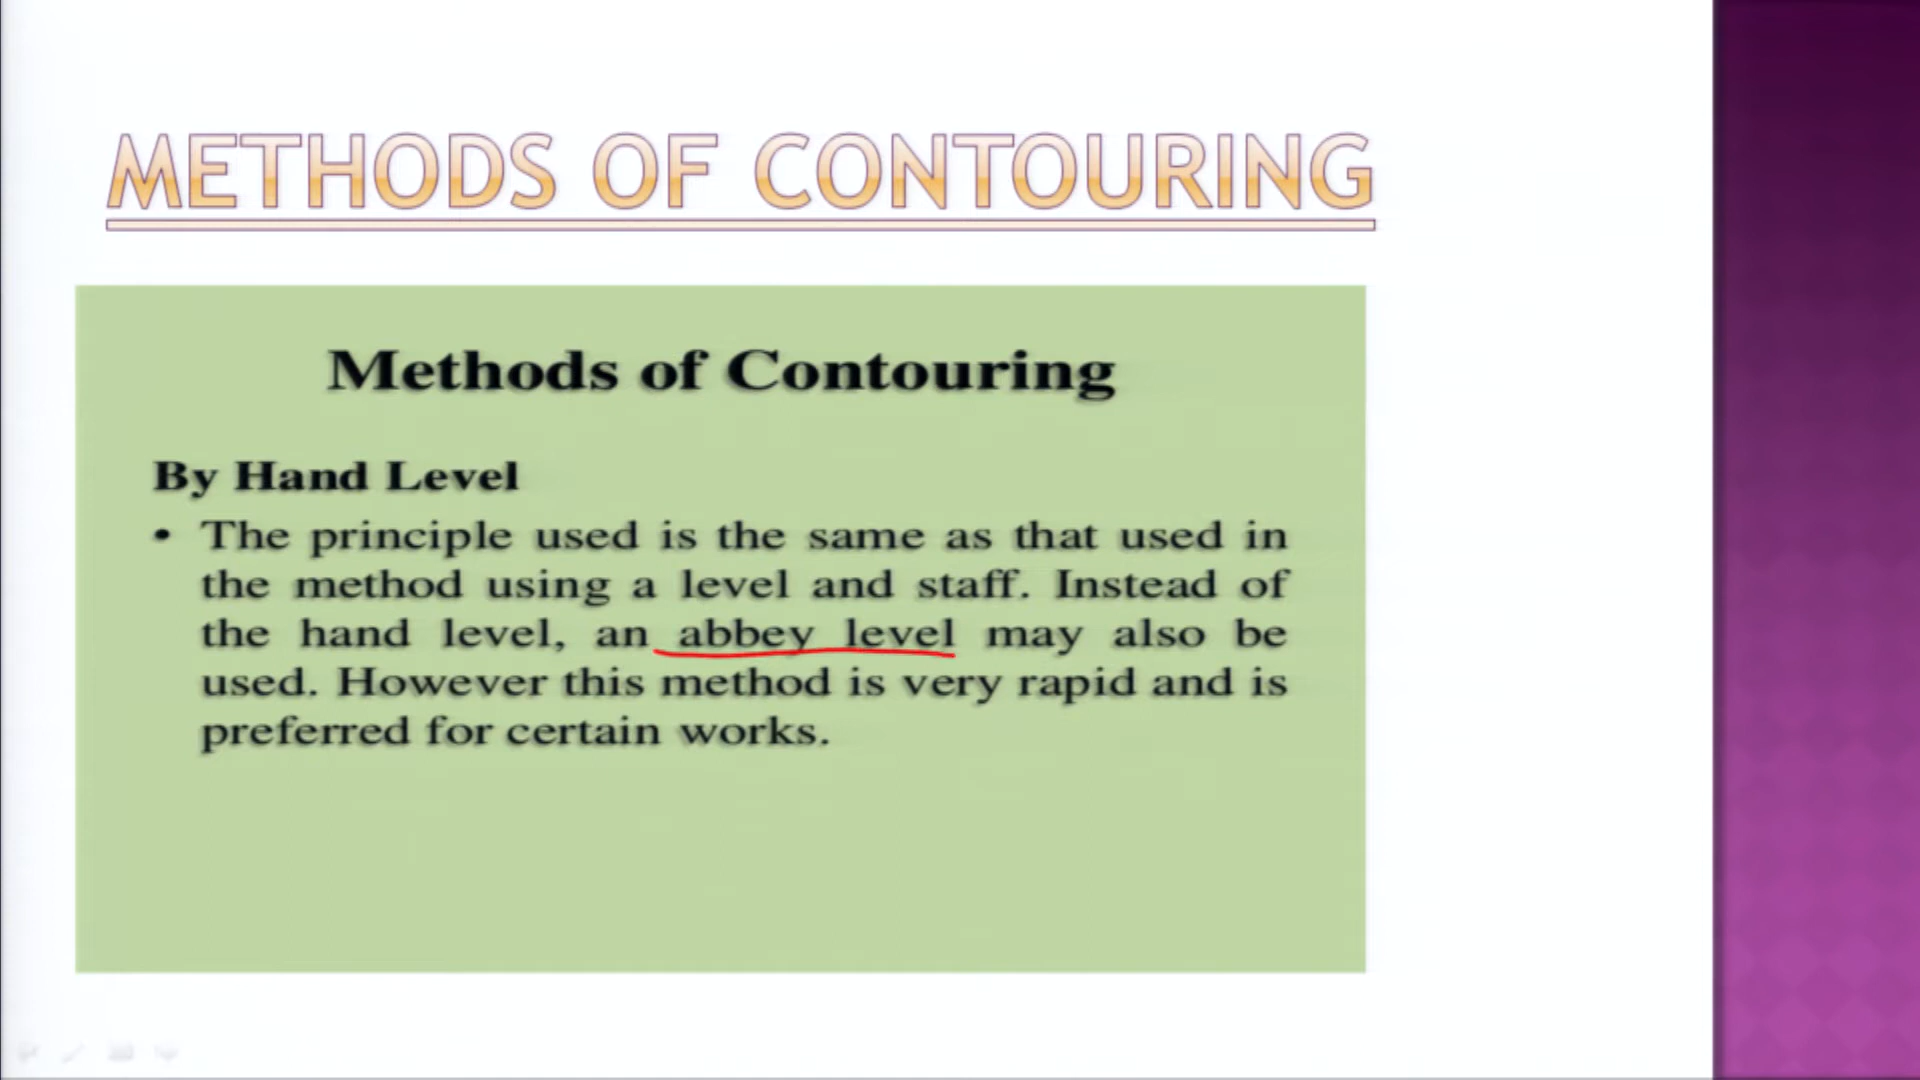 METHODS OF CONTOURING
Methods of Contouring
By Hand Level
• The principle used is the same as that used in
the method using a level and staff. Instead of
the hand level, an abbey level may also be
used. However this method is very rapid and is
preferred for certain works.